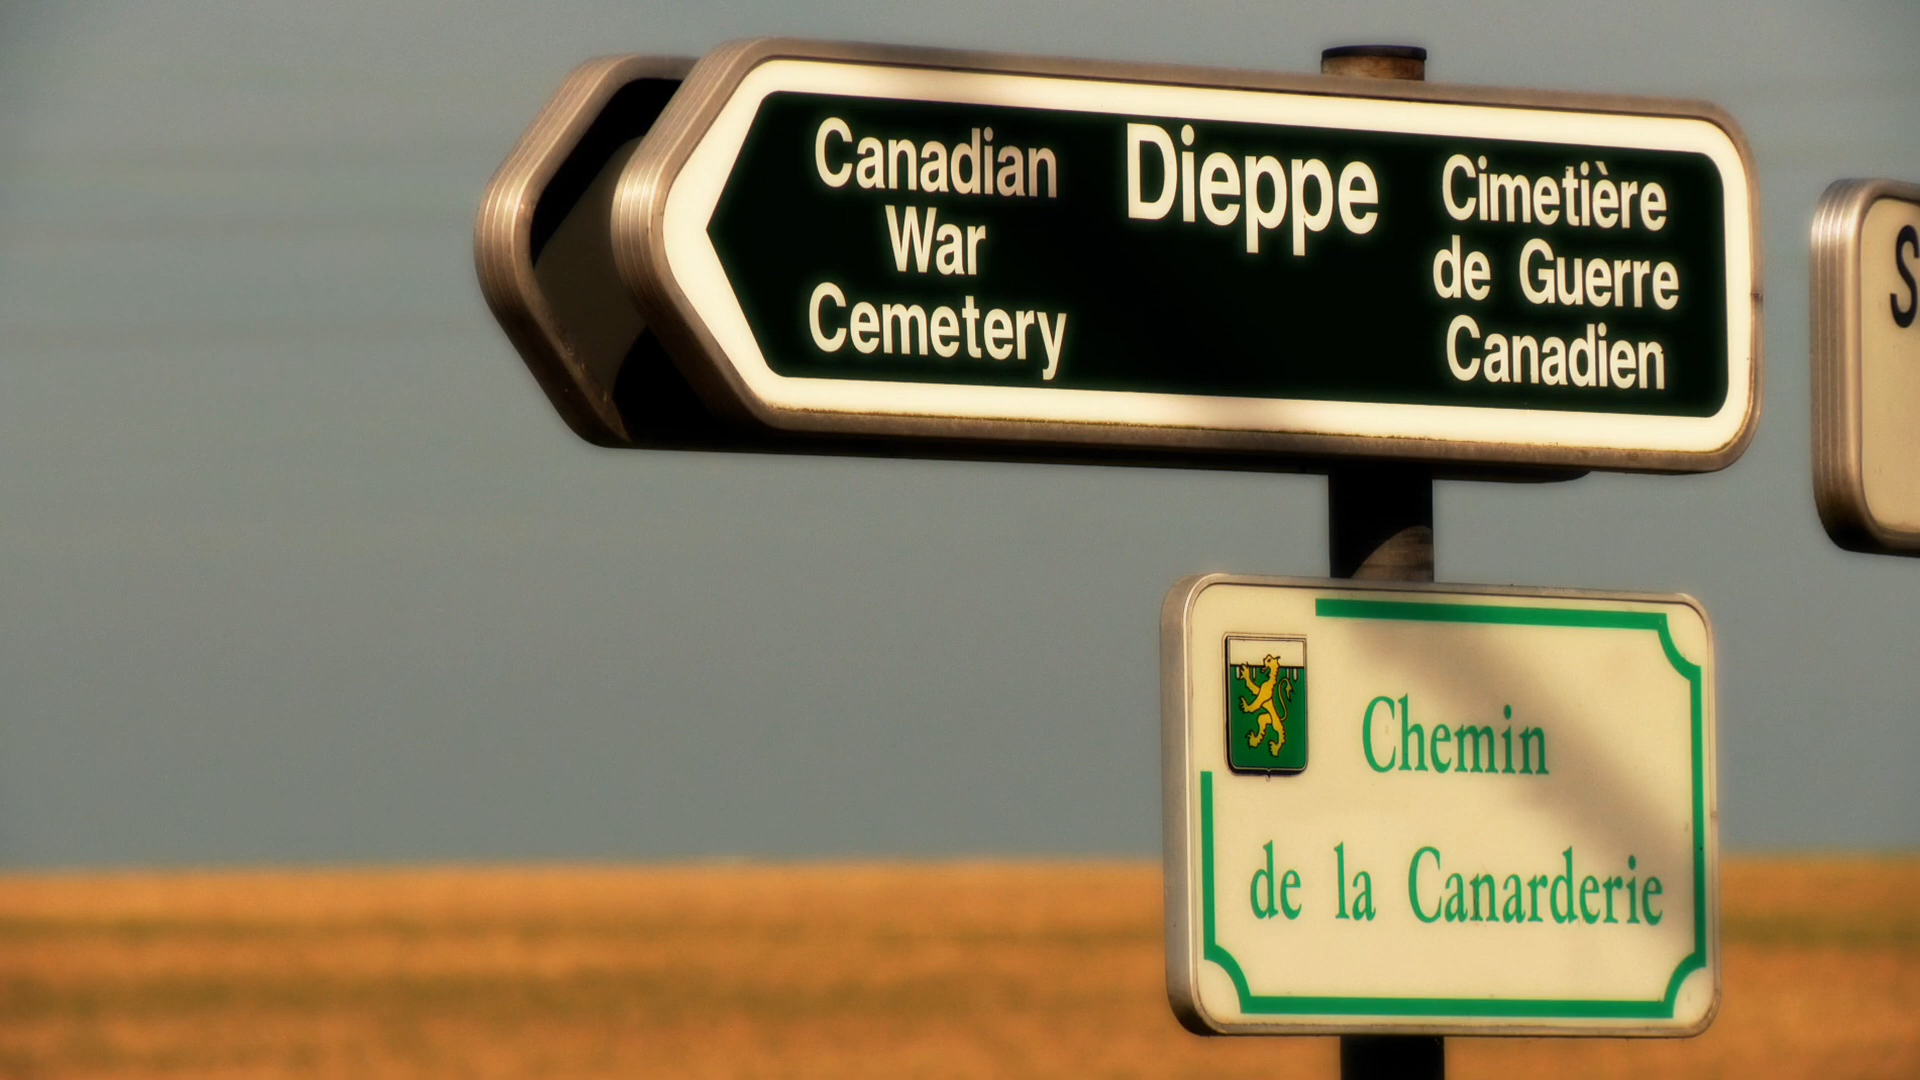 Canadian
War
Cemetery
Dieppe
Cimetière
de Guerre
Canadien
Chemin
de la Canarderie